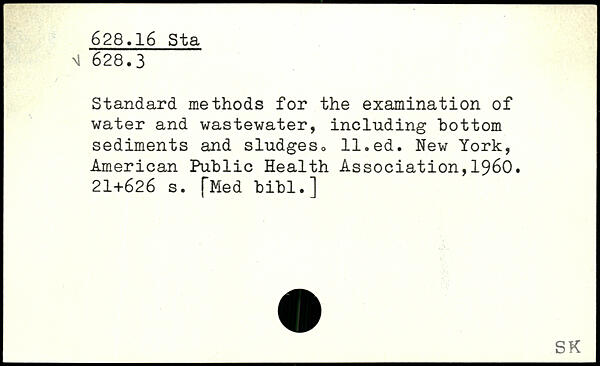 628.16 Sta
√ 628.3
Standard methods for the examination of
water and wastewater, including bottom
sediments and sludges. 11.ed. New York,
American Public Health Association,1960.
21+626 s. [Med bibl.]
SK